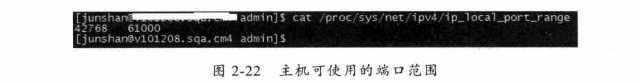 [junshan@ admin]$ cat /proc/sys/net/ipv4/ip_local_port_range
42768 61000
[junshan@v101208.sqa.cm4 admin]$
图 2-22 主机可使用的端口范围